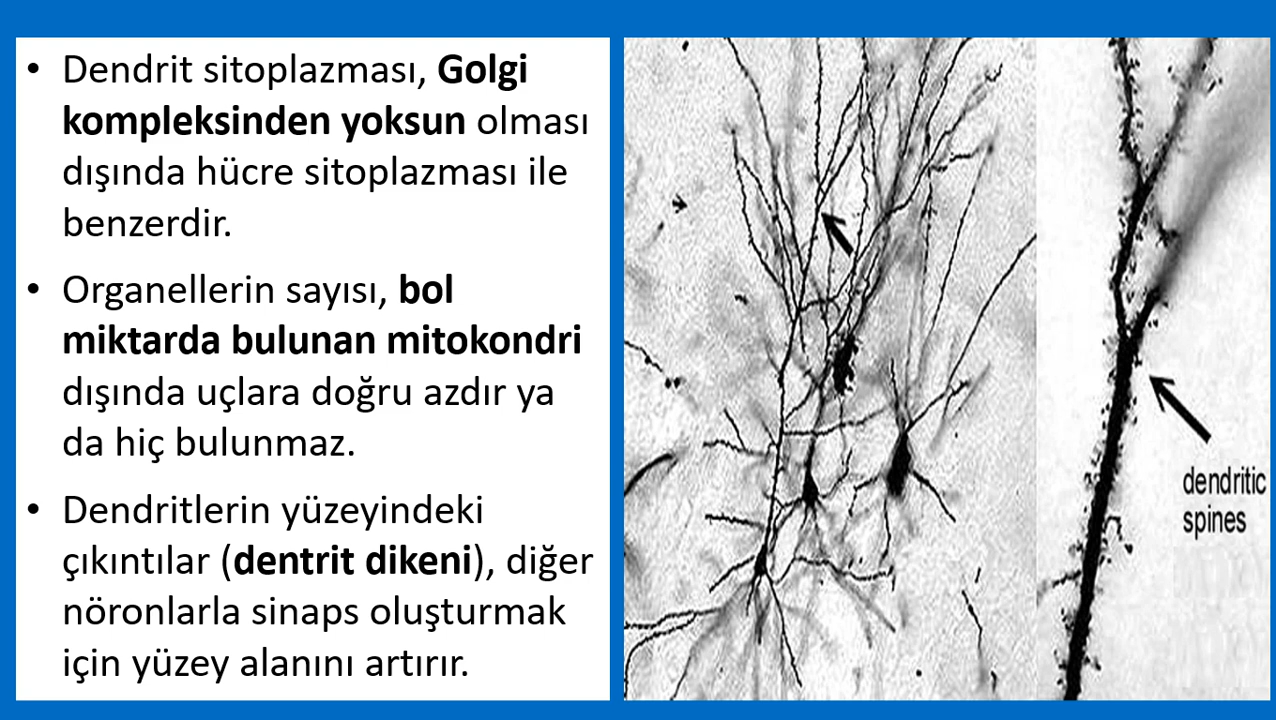 • Dendrit sitoplazması, Golgi
kompleksinden yoksun olması
dışında hücre sitoplazması ile
benzerdir.
• Organellerin sayısı, bol
miktarda bulunan mitokondri
dışında uçlara doğru azdır ya
da hiç bulunmaz.
• Dendritlerin yüzeyindeki
çıkıntılar (dentrit dikeni), diğer
nöronlarla sinaps oluşturmak
için yüzey alanını artırır.
dendritic
spines